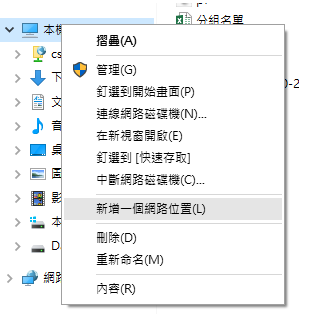 分組名單
本機
cs
摺疊(A)
管理(G)
下
釘選到開始畫面(P)
文
連線網路磁碟機(N)...
音
在新視窗開啟(E)
桌
釘選到 [快速存取]
圖
中斷網路磁碟機(C)...
影
新增一個網路位置(L)
本
刪除(D)
Da
重新命名(M)
網路
內容(R)
0-2